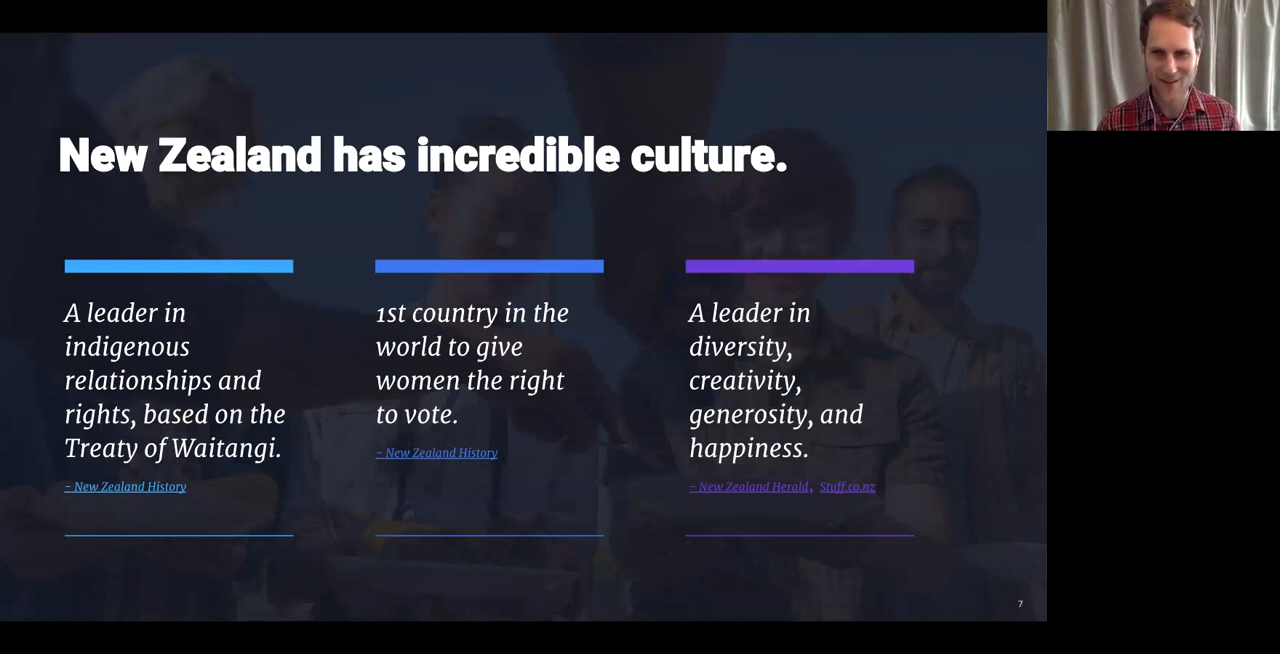 New Zealand has incredible culture.
A leader in
indigenous
relationships and
rights, based on the
Treaty of Waitangi.
– New Zealand History
1st country in the
world to give
women the right
to vote.
– New Zealand History
A leader in
diversity,
creativity,
generosity, and
happiness.
– New Zealand Herald, Stuff.co.nz
7